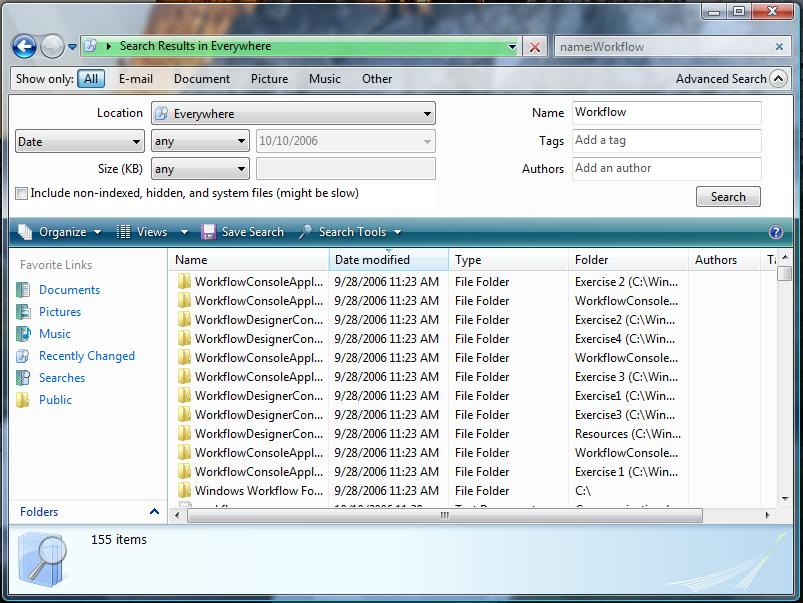 Search Results in Everywhere
name:Workflow
Show only: All E-mail Document Picture Music Other Advanced Search
Location Everywhere Name Workflow
Date any 10/10/2006 Tags Add a tag
Size (KB) any Authors Add an author
Include non-indexed, hidden, and system files (might be slow) Search
Organize Views Save Search Search Tools
Favorite Links
Documents
Pictures
Music
Recently Changed
Searches
Public
Folders
Name Date modified Type Folder Authors
WorkflowConsoleAppl... 9/28/2006 11:23 AM File Folder Exercise 2 (C:\Win...
WorkflowConsoleAppl... 9/28/2006 11:23 AM File Folder WorkflowConsole...
WorkflowDesignerCon... 9/28/2006 11:23 AM File Folder Exercise2 (C:\Win...
WorkflowDesignerCon... 9/28/2006 11:23 AM File Folder Exercise4 (C:\Win...
WorkflowConsoleAppl... 9/28/2006 11:23 AM File Folder WorkflowConsole...
WorkflowConsoleAppl... 9/28/2006 11:23 AM File Folder Exercise 3 (C:\Win...
WorkflowDesignerCon... 9/28/2006 11:23 AM File Folder Exercise1 (C:\Win...
WorkflowDesignerCon... 9/28/2006 11:23 AM File Folder Exercise3 (C:\Win...
WorkflowDesignerCon... 9/28/2006 11:23 AM File Folder Resources (C:\Win...
WorkflowConsoleAppl... 9/28/2006 11:23 AM File Folder WorkflowConsole...
WorkflowConsoleAppl... 9/28/2006 11:23 AM File Folder Exercise 1 (C:\Win...
Windows Workflow Fo... 9/28/2006 11:23 AM File Folder C:\
155 items